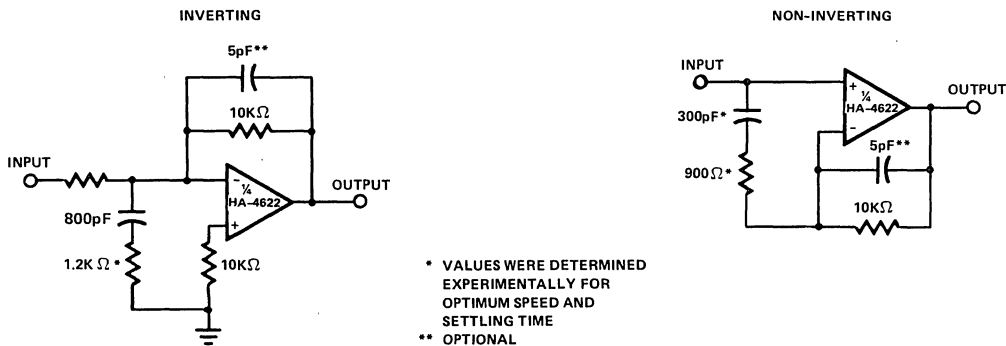 INVERTING
5pF**
10KΩ
INPUT
800pF
1.2K Ω*
10KΩ
-
¼
HA-4622
+
OUTPUT
* VALUES WERE DETERMINED
EXPERIMENTALLY FOR
OPTIMUM SPEED AND
SETTLING TIME
** OPTIONAL
NON-INVERTING
INPUT
300pF*
900Ω*
+
¼
HA-4622
-
OUTPUT
5pF**
10KΩ